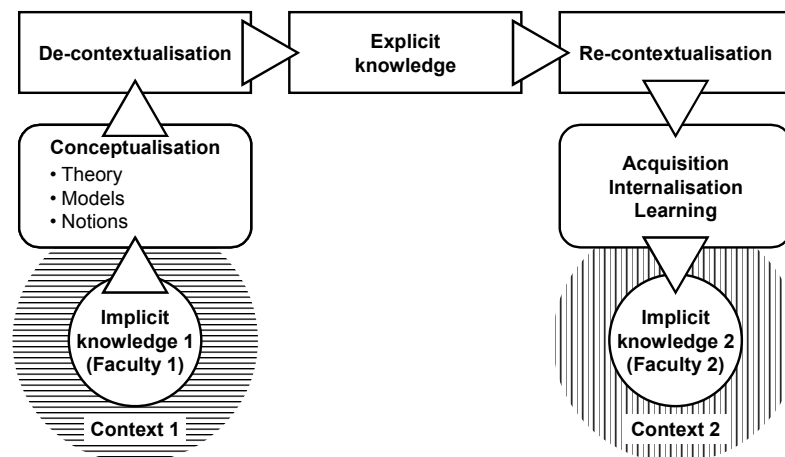 De-contextualisation
Explicit
knowledge
Re-contextualisation
Conceptualisation
• Theory
• Models
• Notions
Acquisition
Internalisation
Learning
Implicit
knowledge 1
(Faculty 1)
Context 1
Implicit
knowledge 2
(Faculty 2)
Context 2